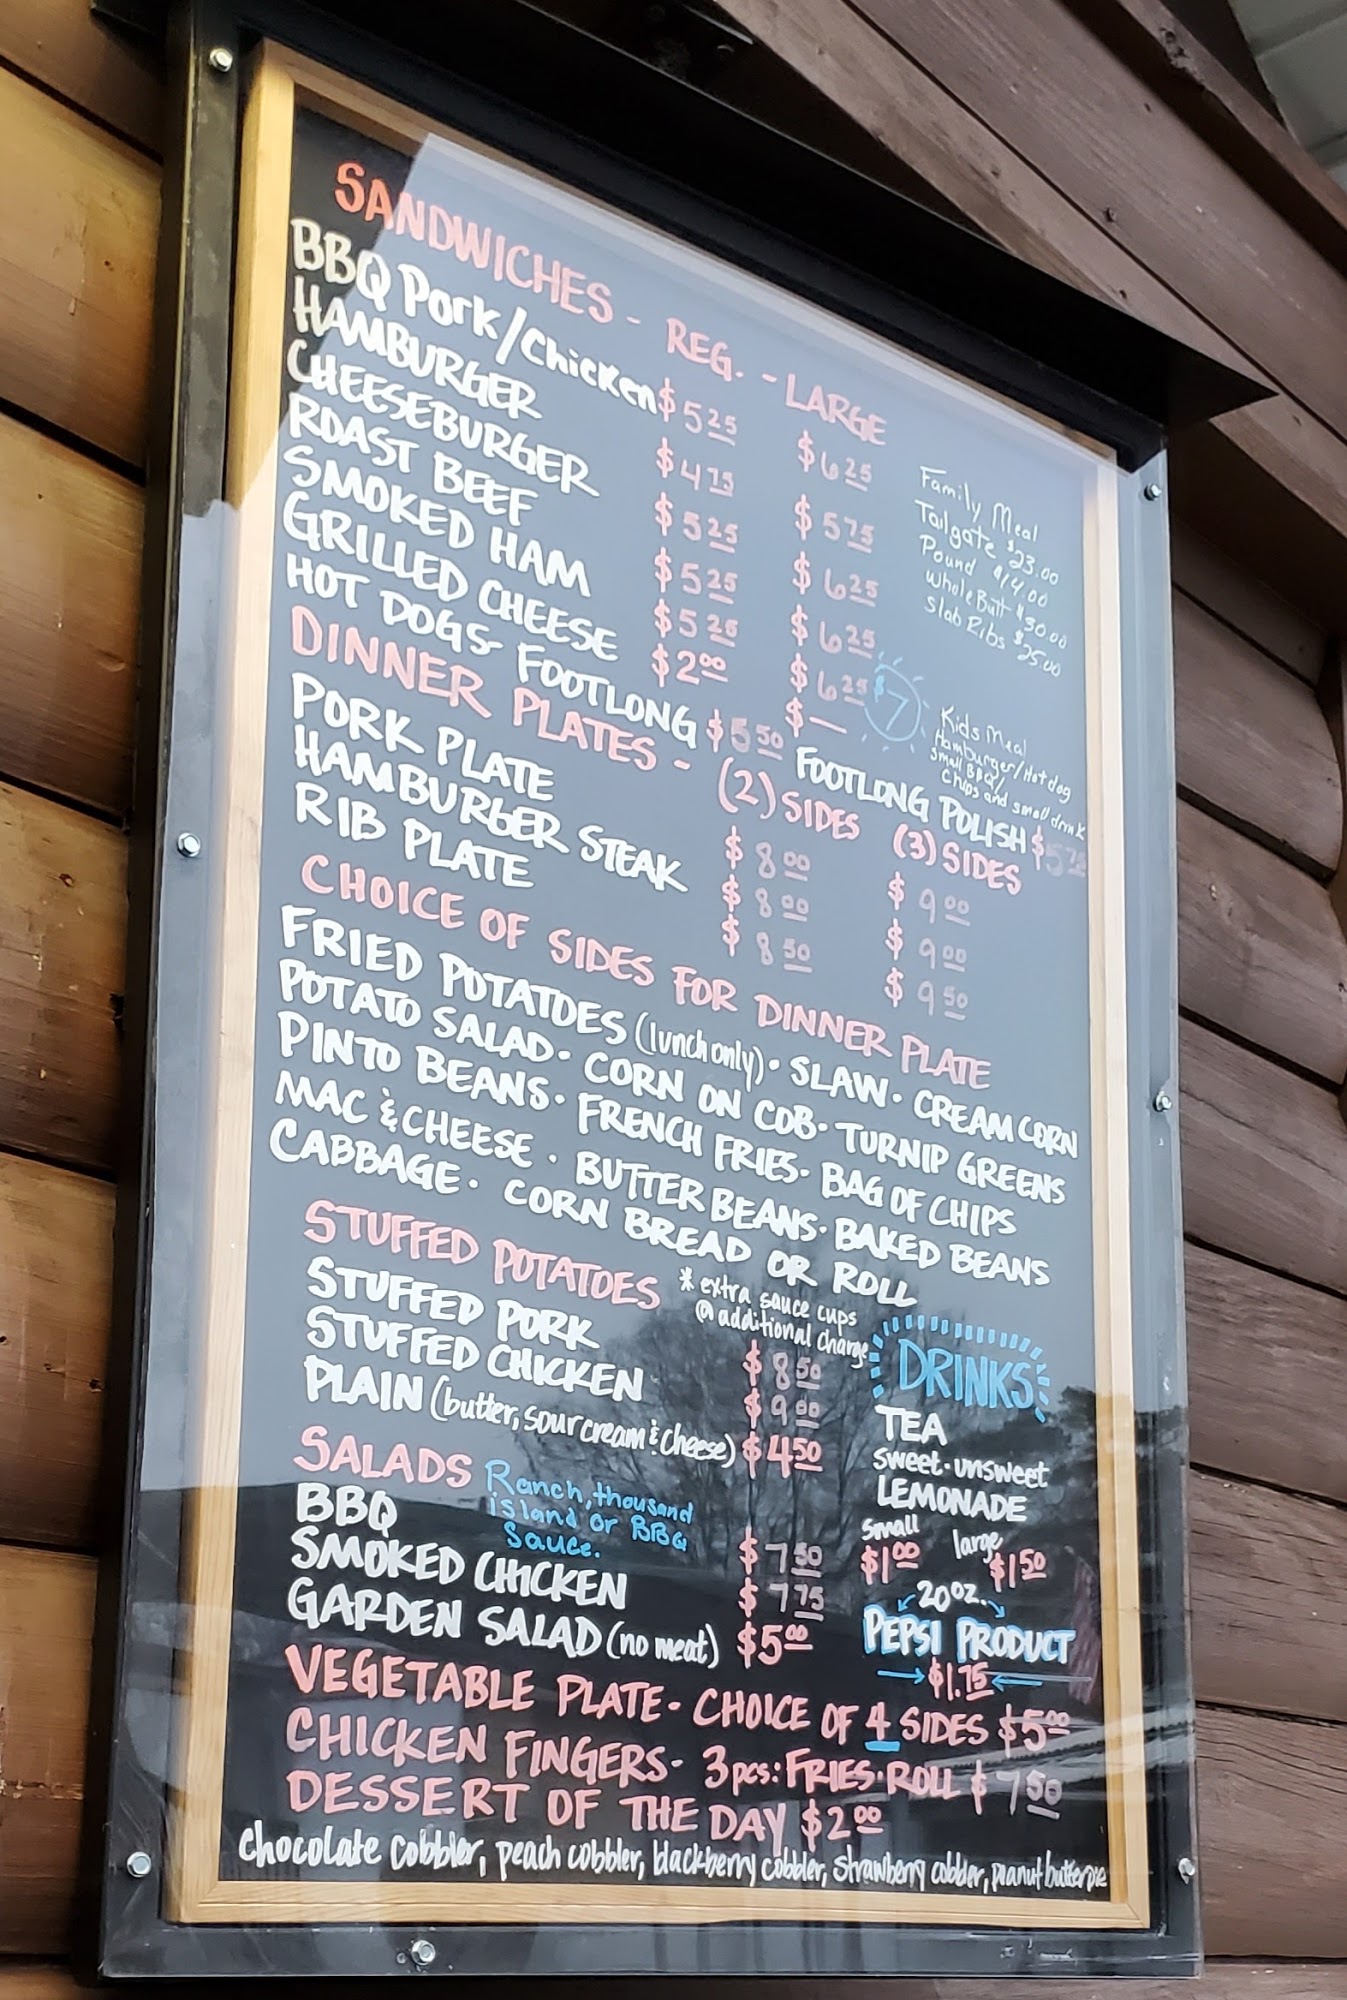 SANDWICHES - REG. - LARGE
BBQ Pork/Chicken $5 25 $6 25
HAMBURGER $4 75 $5 75
CHEESEBURGER $5 25 $6 25
ROAST BEEF $5 25 $6 25
SMOKED HAM $5 25 $6 25
GRILLED CHEESE $2 00 $ —
HOT DOGS - FOOTLONG $5 50 FOOTLONG POLISH $5 75
Family Meal
Tailgate $23.00
Pound 14.00
Whole Butt $30.00
Slab Ribs $25.00
$7
Kids Meal
Hamburger/Hotdog
small BBQ/
Chips and small drink
DINNER PLATES - (2) SIDES (3) SIDES
PORK PLATE $8 00 $9 00
HAMBURGER STEAK $8 00 $9 00
RIB PLATE $8 50 $9 50
CHOICE OF SIDES FOR DINNER PLATE
FRIED POTATOES (lunch only) · SLAW · CREAM CORN
POTATO SALAD · CORN ON COB · TURNIP GREENS
PINTO BEANS · FRENCH FRIES · BAG OF CHIPS
MAC & CHEESE · BUTTER BEANS · BAKED BEANS
CABBAGE · CORN BREAD OR ROLL
STUFFED POTATOES
* extra sauce cups
@ additional charge
STUFFED PORK $8 50
STUFFED CHICKEN $9 00
PLAIN (butter, sour cream & cheese) $4 50
SALADS
Ranch, thousand
island or BBQ
Sauce.
BBQ $7 50
SMOKED CHICKEN $7 75
GARDEN SALAD (no meat) $5 00
DRINKS
TEA
sweet · unsweet
LEMONADE
small large
$1 00 $1 50
20 oz.
PEPSI PRODUCT
$1.75
VEGETABLE PLATE - CHOICE OF 4 SIDES $5 00
CHICKEN FINGERS - 3 pcs: FRIES · ROLL $7 50
DESSERT OF THE DAY $2 00
chocolate cobbler, peach cobbler, blackberry cobbler, strawberry cobbler, peanut butter pie